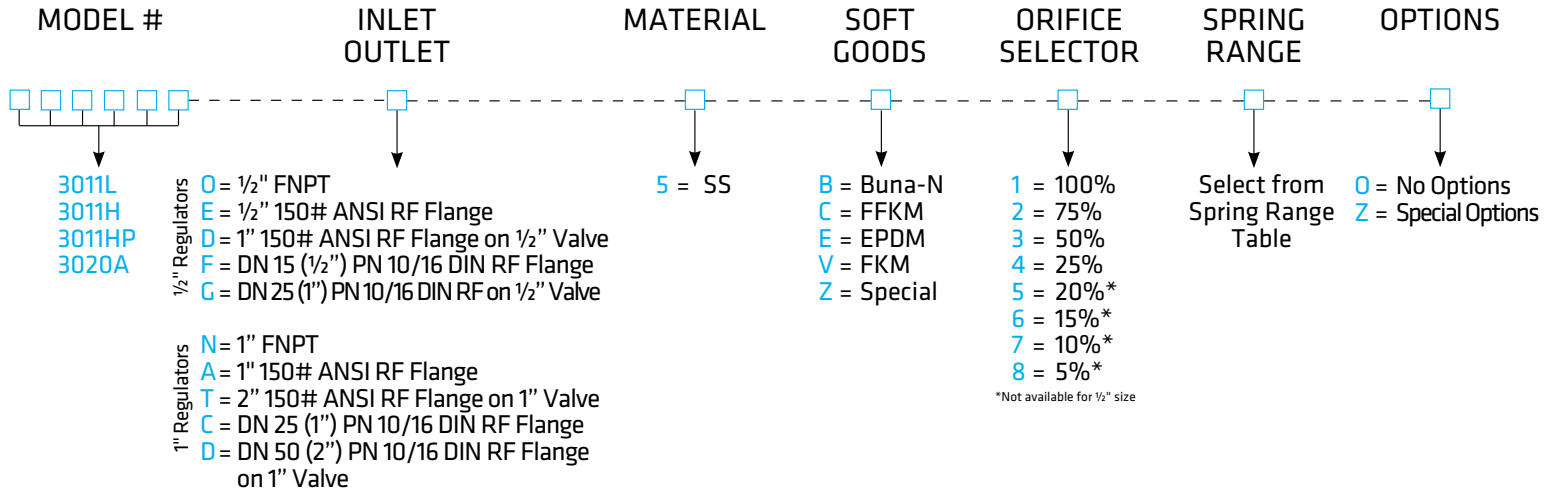 MODEL #
INLET
OUTLET
MATERIAL
SOFT
GOODS
ORIFICE
SELECTOR
SPRING
RANGE
OPTIONS
3011L
3011H
3011HP
3020A
½" Regulators
O = ½" FNPT
E = ½” 150# ANSI RF Flange
D = 1” 150# ANSI RF Flange on ½” Valve
F = DN 15 (½”) PN 10/16 DIN RF Flange
G = DN 25 (1”) PN 10/16 DIN RF on ½” Valve
1" Regulators
N = 1” FNPT
A = 1" 150# ANSI RF Flange
T = 2” 150# ANSI RF Flange on 1” Valve
C = DN 25 (1”) PN 10/16 DIN RF Flange
D = DN 50 (2”) PN 10/16 DIN RF Flange
on 1” Valve
5 = SS
B = Buna-N
C = FFKM
E = EPDM
V = FKM
Z = Special
1 = 100%
2 = 75%
3 = 50%
4 = 25%
5 = 20%*
6 = 15%*
7 = 10%*
8 = 5%*
*Not available for ½" size
Select from
Spring Range
Table
O = No Options
Z = Special Options